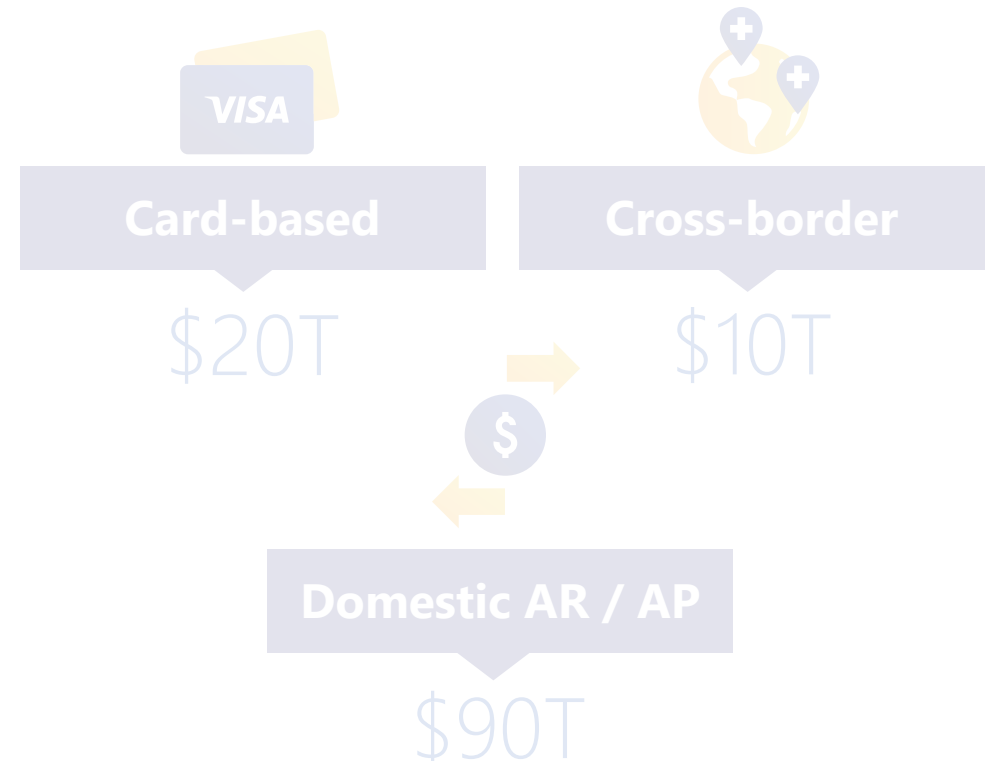 VISA
Card-based
$20T
Cross-border
$10T
$
Domestic AR / AP
$90T